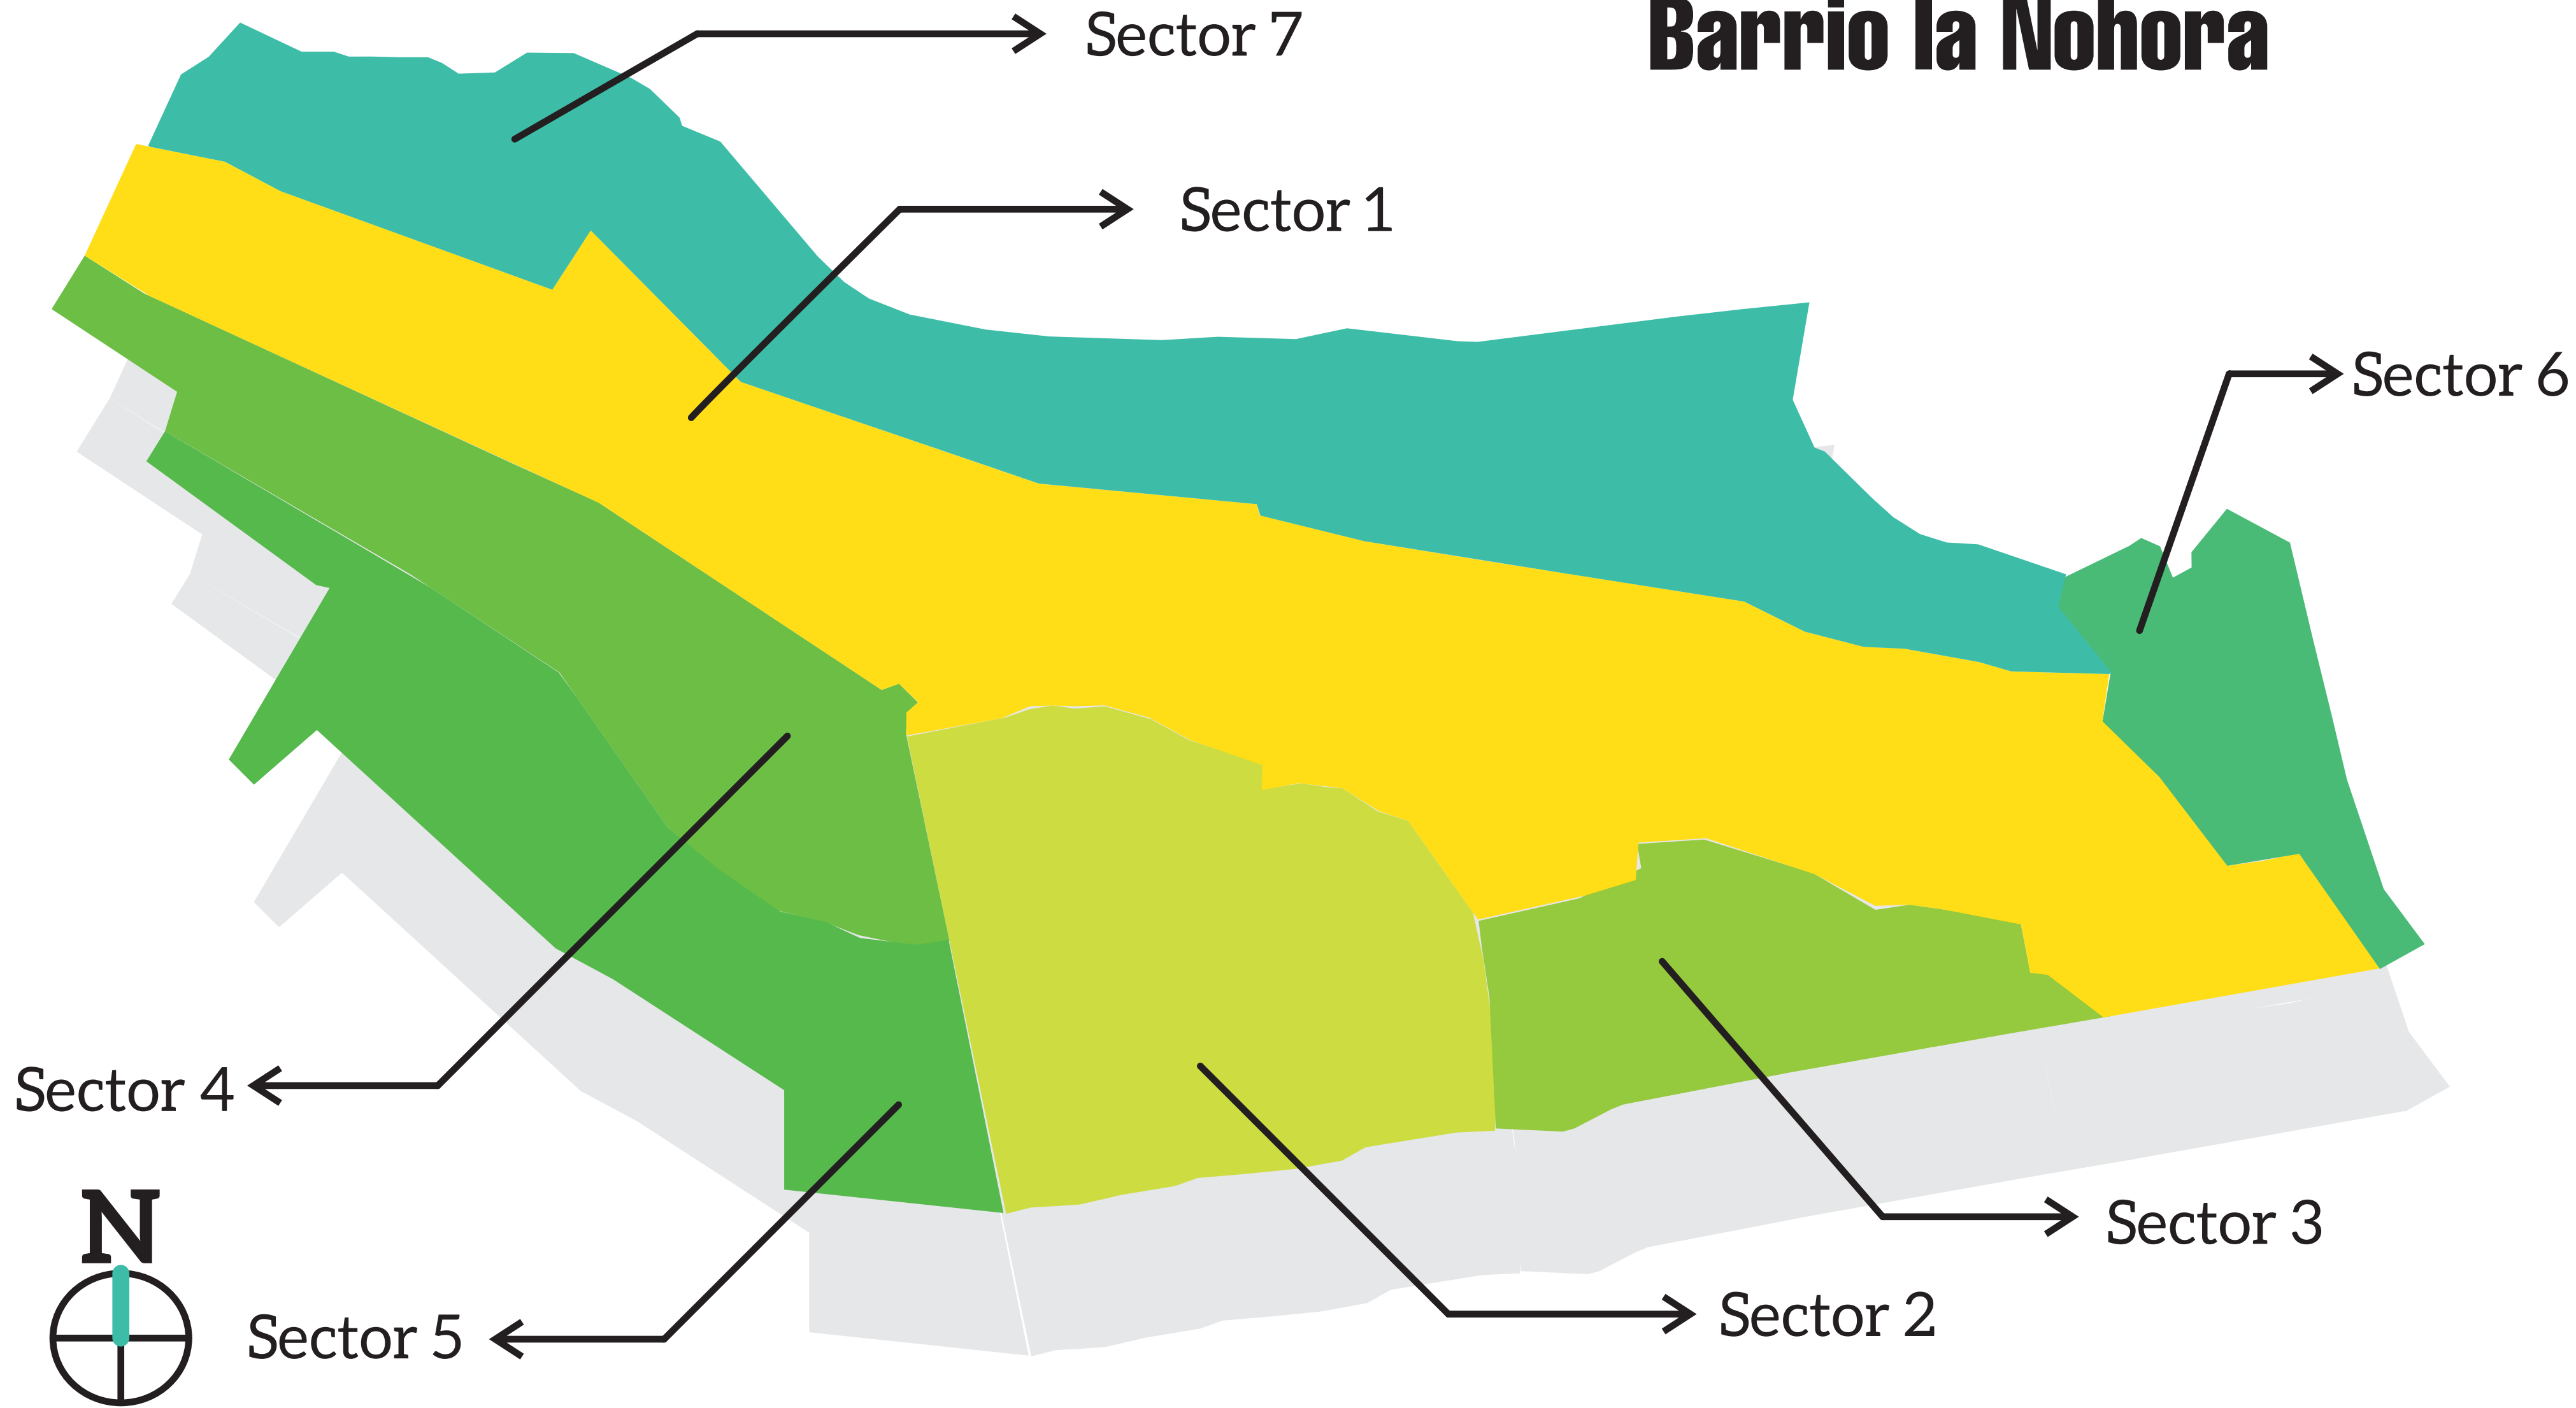 Barrio la Nohora
Sector 7
Sector 1
Sector 6
Sector 4
Sector 3
N
Sector 5
Sector 2